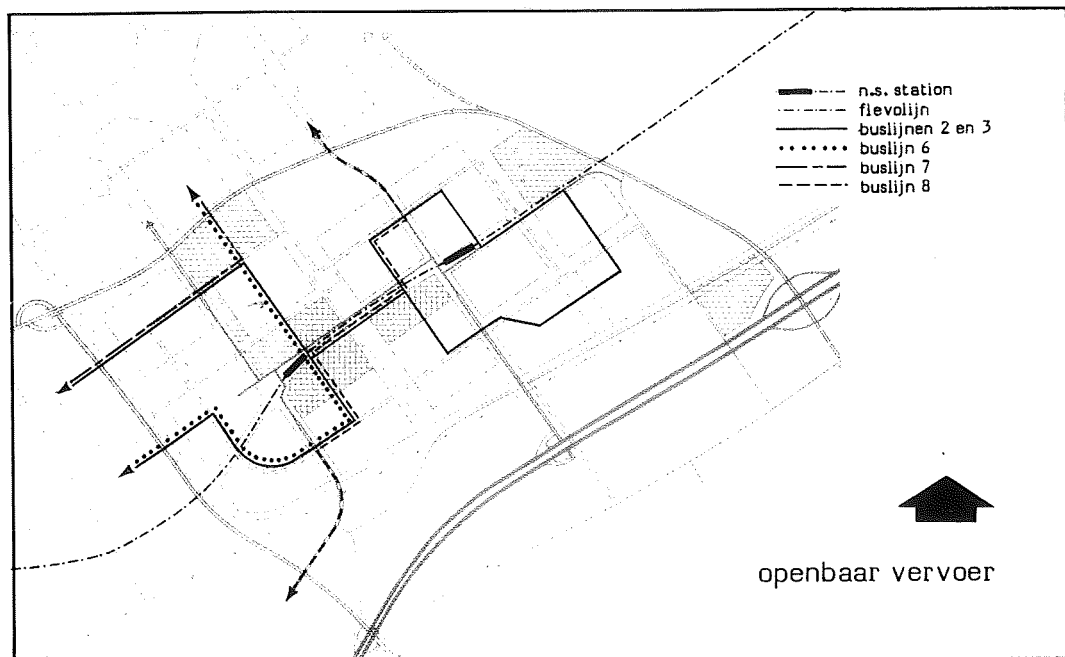 n.s. station
flevolijn
buslijnen 2 en 3
buslijn 6
buslijn 7
buslijn 8
openbaar vervoer